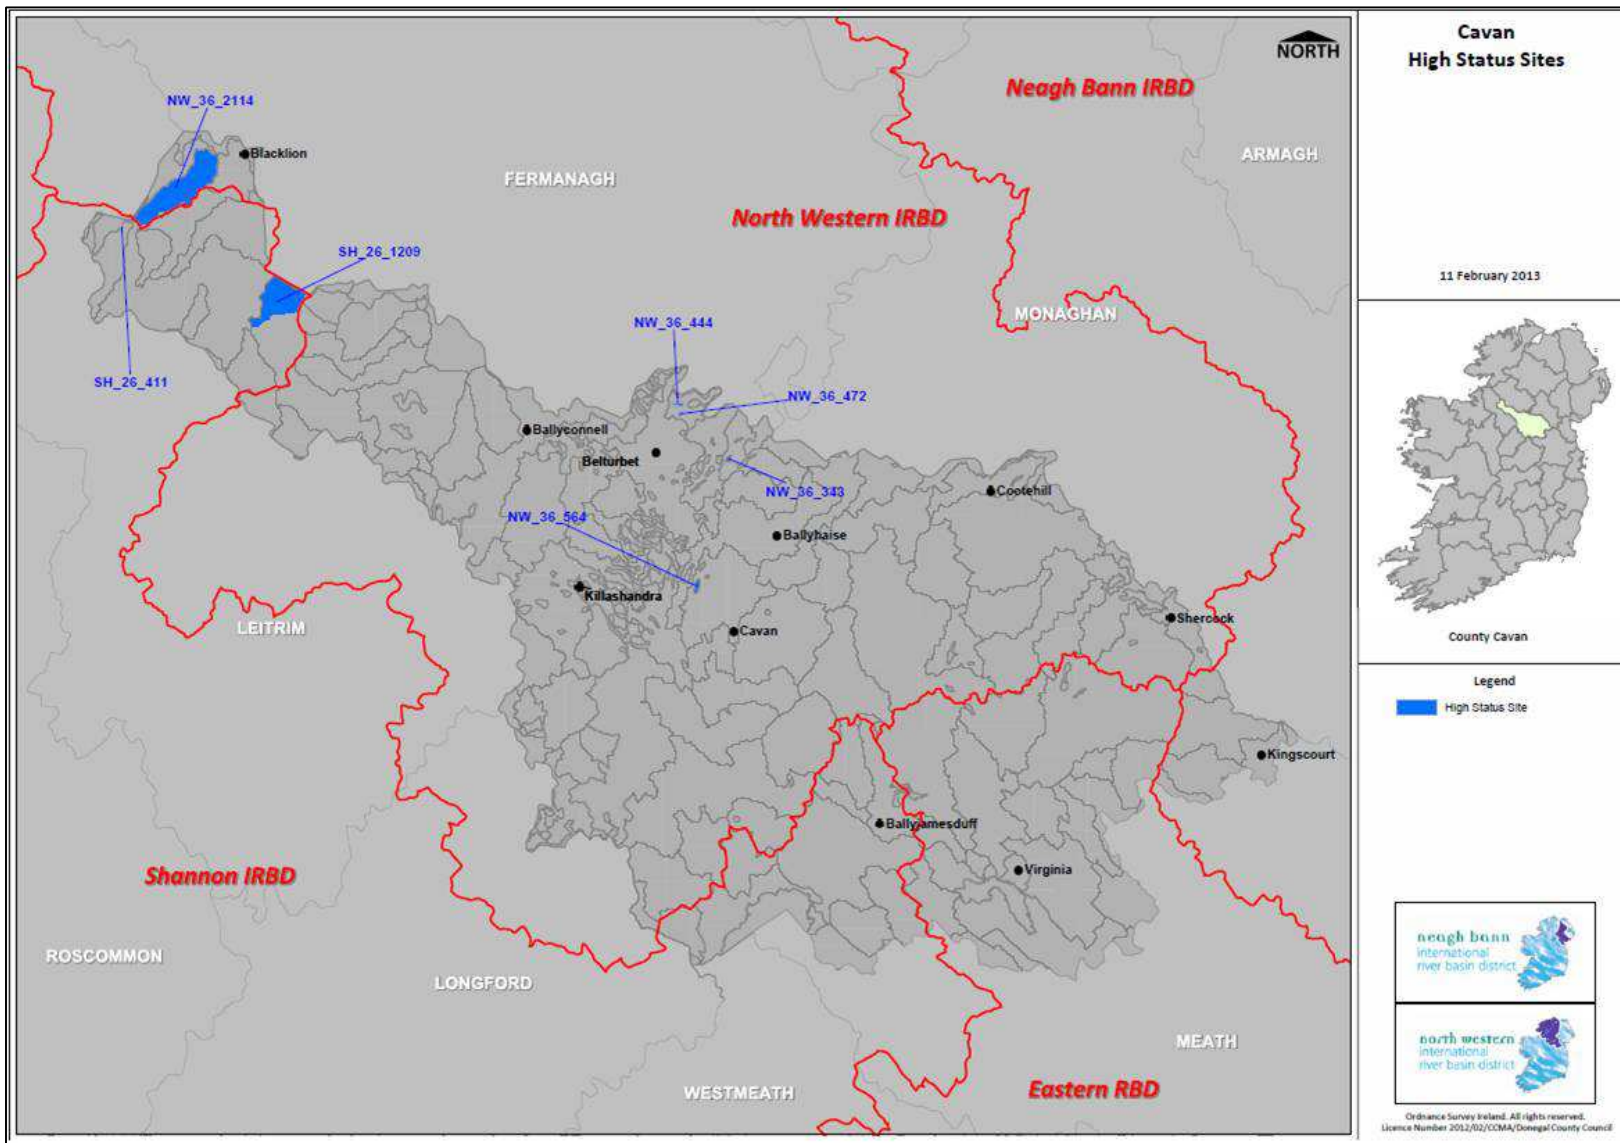 Cavan
High Status Sites
11 February 2013
NORTH
Neagh Bann IRBD
NW_36_2114
Blacklion
ARMAGH
FERMANAGH
North Western IRBD
SH_26_1209
MONAGHAN
NW_36_444
SH_26_411
NW_36_472
Ballyconnell
Belturbet
NW_36_343
Cootehill
NW_36_564
Ballyhaise
Killashandra
LEITRIM
Cavan
Shercock
Kingscourt
Ballyjamesduff
Virginia
Shannon IRBD
ROSCOMMON
LONGFORD
MEATH
WESTMEATH
Eastern RBD
County Cavan
Legend
High Status Site
neagh bann
international
river basin district
north western
international
river basin district
Ordnance Survey Ireland. All rights reserved.
Licence Number 2012/02/CCMA/Donegal County Council